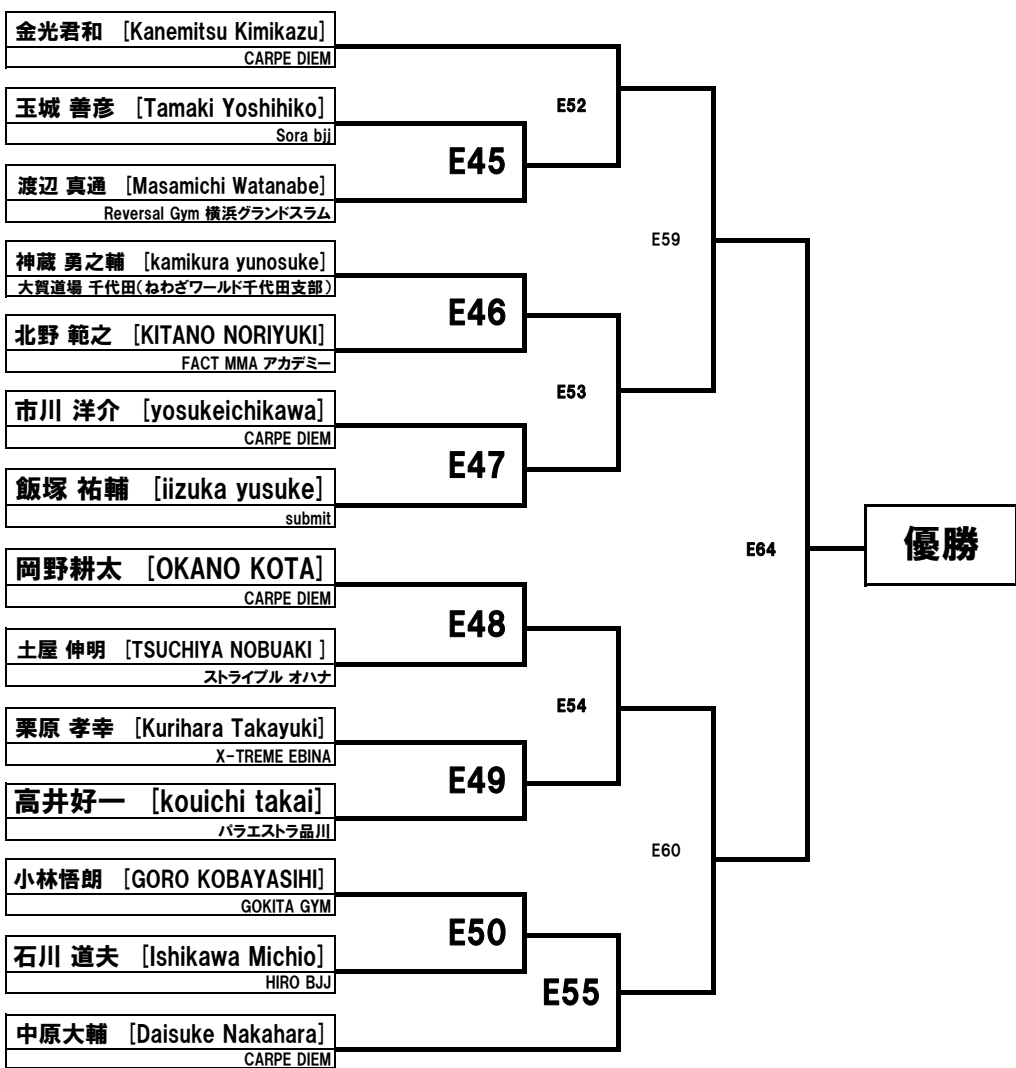 金光君和 [Kanemitsu Kimikazu]
CARPE DIEM
玉城 善彦 [Tamaki Yoshihiko]
Sora bjj
渡辺 真通 [Masamichi Watanabe]
Reversal Gym 横浜グランドスラム
神蔵 勇之輔 [kamikura yunosuke]
大賀道場 千代田(ねわざワールド千代田支部)
北野 範之 [KITANO NORIYUKI]
FACT MMA アカデミー
市川 洋介 [yosukeichikawa]
CARPE DIEM
飯塚 祐輔 [iizuka yusuke]
submit
岡野耕太 [OKANO KOTA]
CARPE DIEM
土屋 伸明 [TSUCHIYA NOBUAKI ]
ストライプル オハナ
栗原 孝幸 [Kurihara Takayuki]
X-TREME EBINA
高井好一 [kouichi takai]
パラエストラ品川
小林悟朗 [GORO KOBAYASIHI]
GOKITA GYM
石川 道夫 [Ishikawa Michio]
HIRO BJJ
中原大輔 [Daisuke Nakahara]
CARPE DIEM
E45
E46
E47
E48
E49
E50
E52
E53
E54
E55
E59
E60
E64
優勝